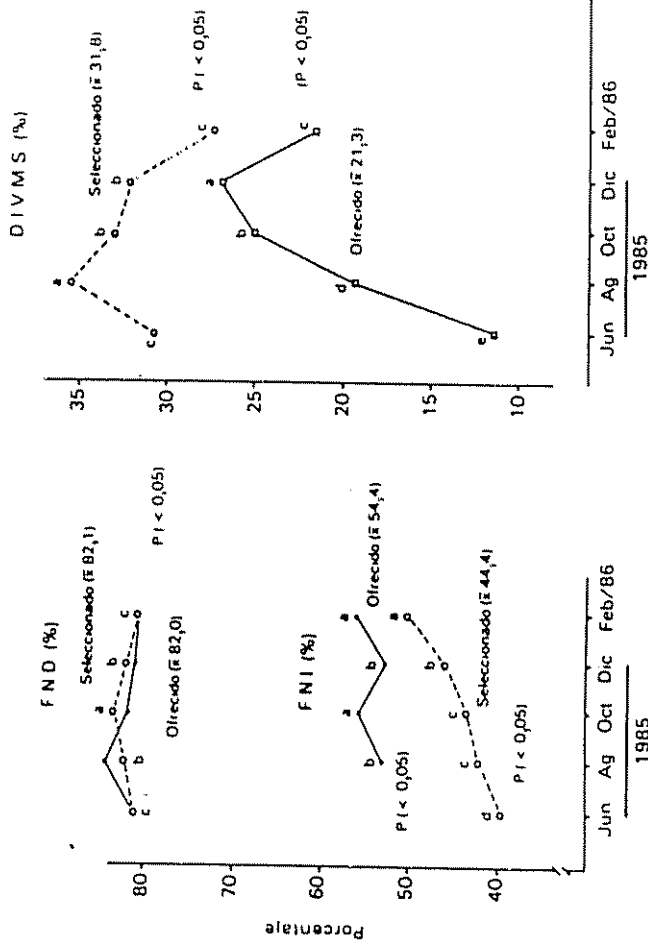 FND (%)
Seleccionado (x̄ 82,1)
a
b
c
b
c
Ofrecido (x̄ 82,0)
P ( < 0,05)
FNI (%)
Ofrecido (x̄ 54,4)
b
a
b
a
P ( < 0,05)
d
c
c
b
a
Seleccionado (x̄ 44,4)
P ( < 0,05)
Porcentaje
80
70
60
50
40
Jun Ag Oct Dic Feb/86
1985
DIVMS (%)
Seleccionado (x̄ 31,8)
c
a
b
b
c
P ( < 0,05)
e
d
b
a
c
(P < 0,05)
Ofrecido (x̄ 21,3)
35
30
25
20
15
10
Jun Ag Oct Dic Feb/86
1985